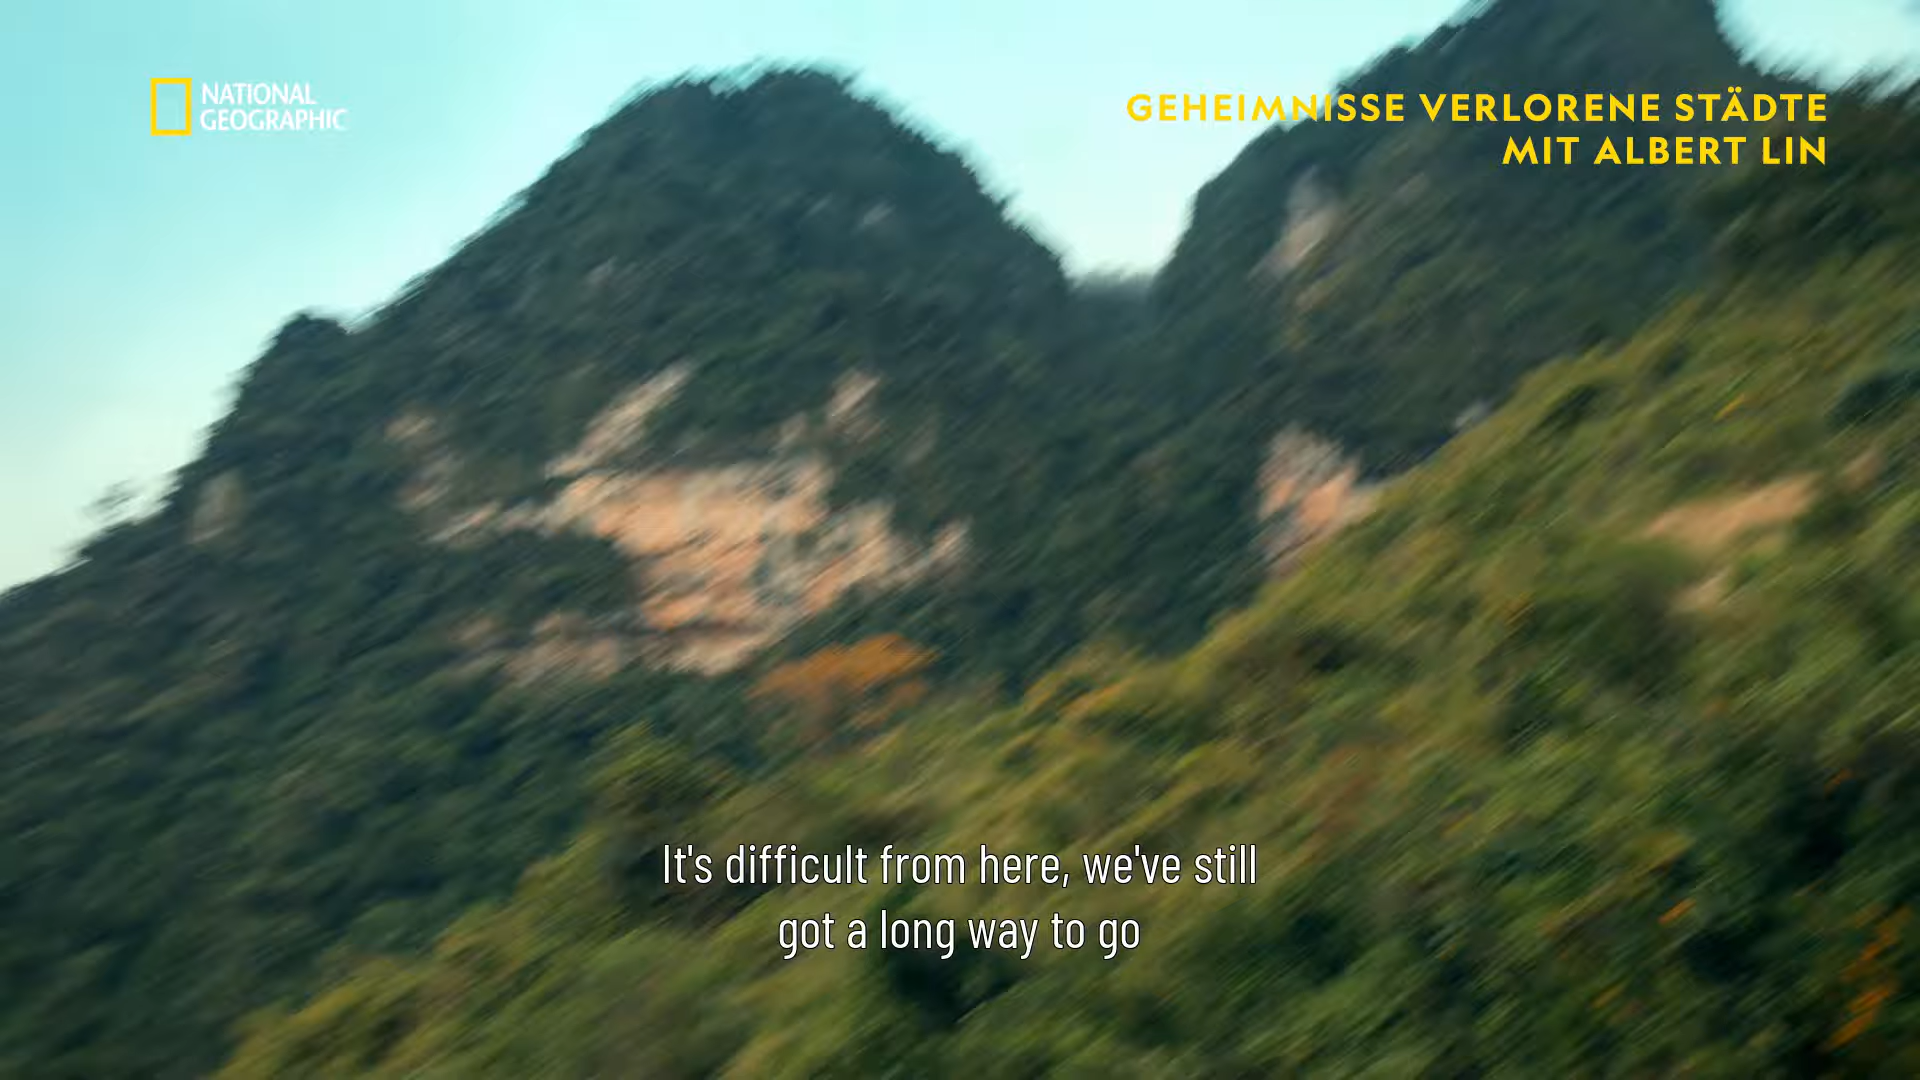 NATIONAL
GEOGRAPHIC
GEHEIMNISSE VERLORENE STÄDTE
MIT ALBERT LIN
It's difficult from here, we've still
got a long way to go